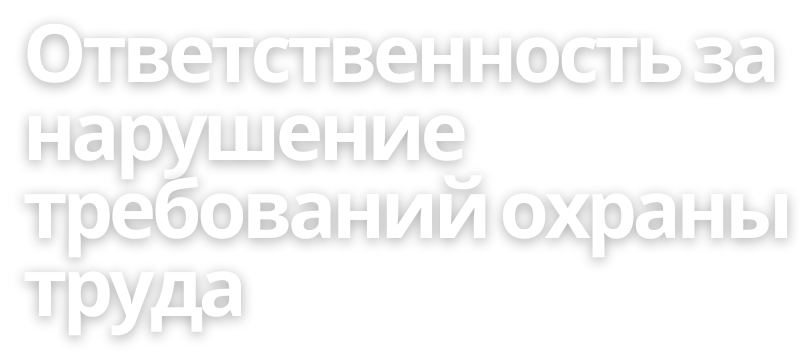 Ответственность за
нарушение
требований охраны
труда